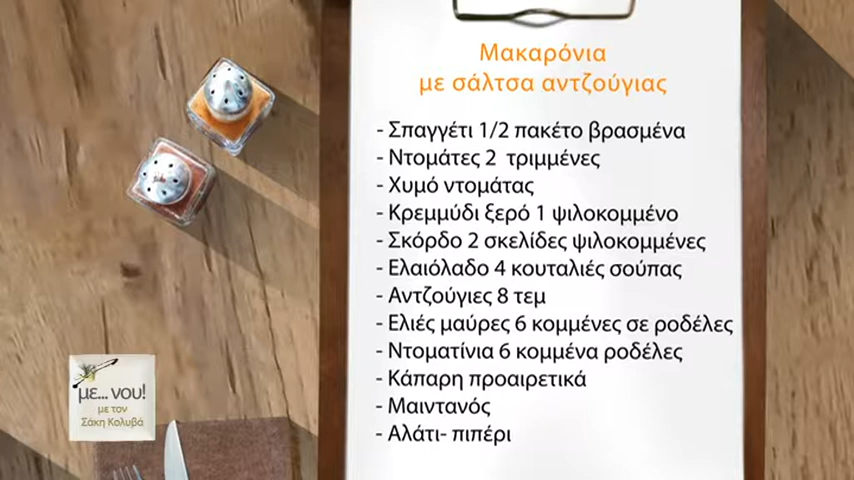 Μακαρόνια
με σάλτσα αντζούγιας
- Σπαγγέτι 1/2 πακέτο βρασμένα
- Ντομάτες 2 τριμμένες
- Χυμό ντομάτας
- Κρεμμύδι ξερό 1 ψιλοκομμένο
- Σκόρδο 2 σκελίδες ψιλοκομμένες
- Ελαιόλαδο 4 κουταλιές σούπας
- Αντζούγιες 8 τεμ
- Ελιές μαύρες 6 κομμένες σε ροδέλες
- Ντοματίνια 6 κομμένα ροδέλες
- Κάπαρη προαιρετικά
- Μαιντανός
- Αλάτι- πιπέρι
με... νου!
με τον
Σάκη Κολυβά